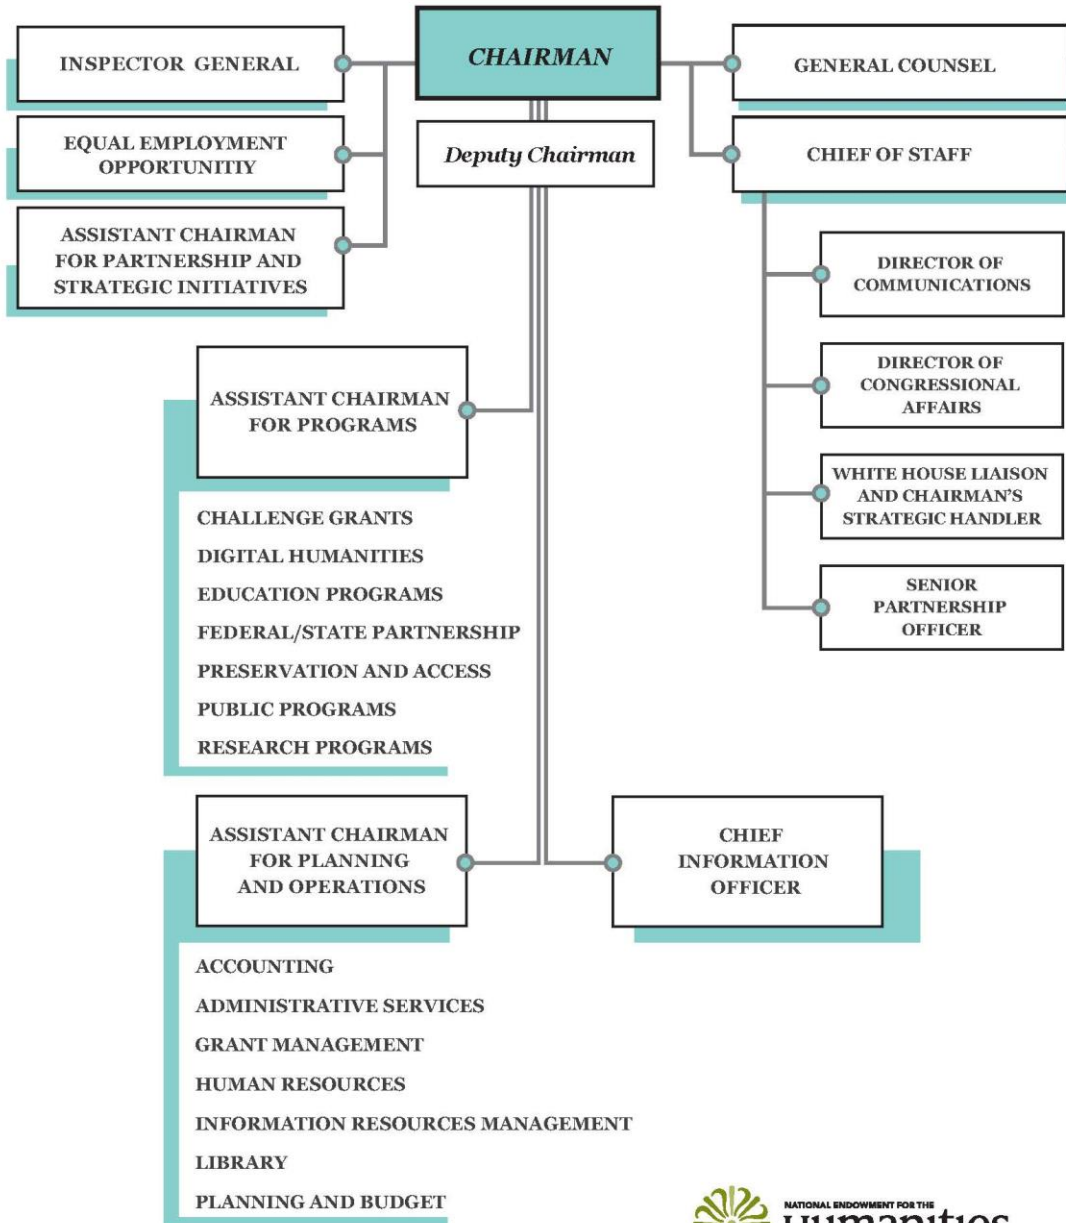 CHAIRMAN
Deputy Chairman
INSPECTOR GENERAL
EQUAL EMPLOYMENT
OPPORTUNITIY
ASSISTANT CHAIRMAN
FOR PARTNERSHIP AND
STRATEGIC INITIATIVES
GENERAL COUNSEL
CHIEF OF STAFF
DIRECTOR OF
COMMUNICATIONS
DIRECTOR OF
CONGRESSIONAL
AFFAIRS
WHITE HOUSE LIAISON
AND CHAIRMAN'S
STRATEGIC HANDLER
SENIOR
PARTNERSHIP
OFFICER
ASSISTANT CHAIRMAN
FOR PROGRAMS
CHALLENGE GRANTS
DIGITAL HUMANITIES
EDUCATION PROGRAMS
FEDERAL/STATE PARTNERSHIP
PRESERVATION AND ACCESS
PUBLIC PROGRAMS
RESEARCH PROGRAMS
ASSISTANT CHAIRMAN
FOR PLANNING
AND OPERATIONS
ACCOUNTING
ADMINISTRATIVE SERVICES
GRANT MANAGEMENT
HUMAN RESOURCES
INFORMATION RESOURCES MANAGEMENT
LIBRARY
PLANNING AND BUDGET
CHIEF
INFORMATION
OFFICER
NATIONAL ENDOWMENT FOR THE
Humanities